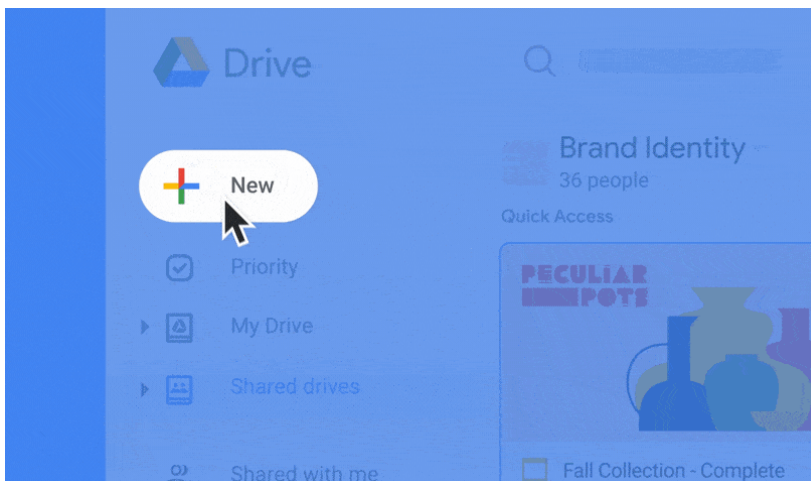 Drive
New
Priority
My Drive
Shared drives
Shared with me
Brand Identity
36 people
Quick Access
PECULIAR
POTS
Fall Collection - Complete